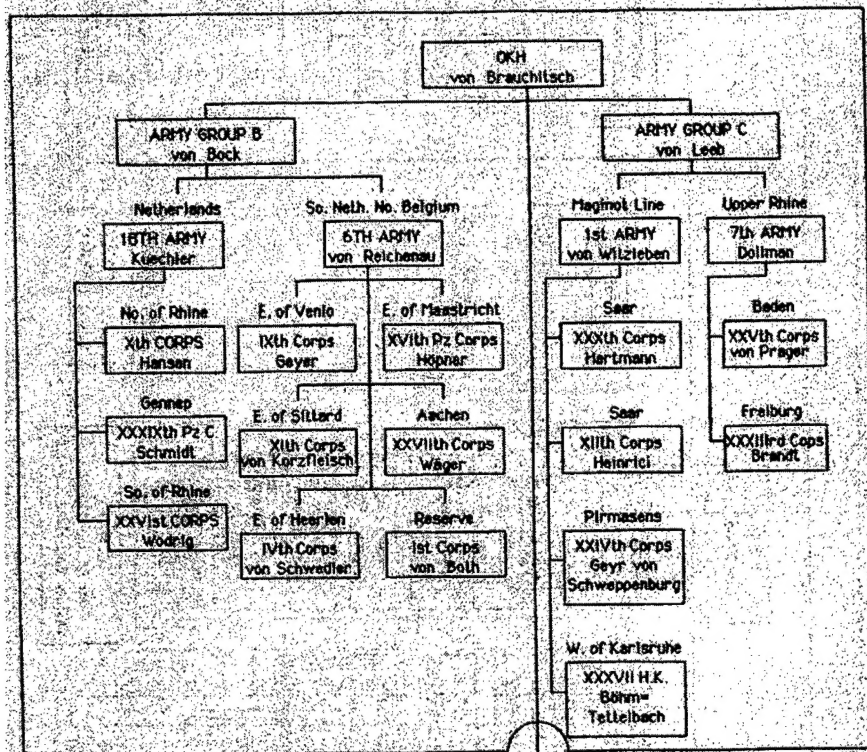 OKH
von Brauchitsch
ARMY GROUP B
von Bock
ARMY GROUP C
von Leeb
Netherlands
18TH ARMY
Kuechler
So. Neth. No. Belgium
6TH ARMY
von Reichenau
Maginot Line
1st ARMY
von Witzleben
Upper Rhine
7th ARMY
Dollman
No. of Rhine
Xth CORPS
Hansen
Gennep
XXXIXth Pz C
Schmidt
So. of Rhine
XXVIst CORPS
Wodrig
E. of Venlo
IXth Corps
Geyer
E. of Maastricht
XVIth Pz Corps
Höpner
E. of Sittard
XIth Corps
von Korzfleisch
Aachen
XXVIIth Corps
Wäger
E. of Heerlen
IVth Corps
von Schwedler
Reserve
1st Corps
von Both
Saar
XXXth Corps
Hartmann
Saar
XIIth Corps
Heinrici
Pirmasens
XXIVth Corps
Geyr von
Schweppenburg
W. of Karlsruhe
XXXVII H.K.
Böhm=
Tettelbach
Baden
XXVth Corps
von Prager
Freiburg
XXXIIIrd Cops
Brandt